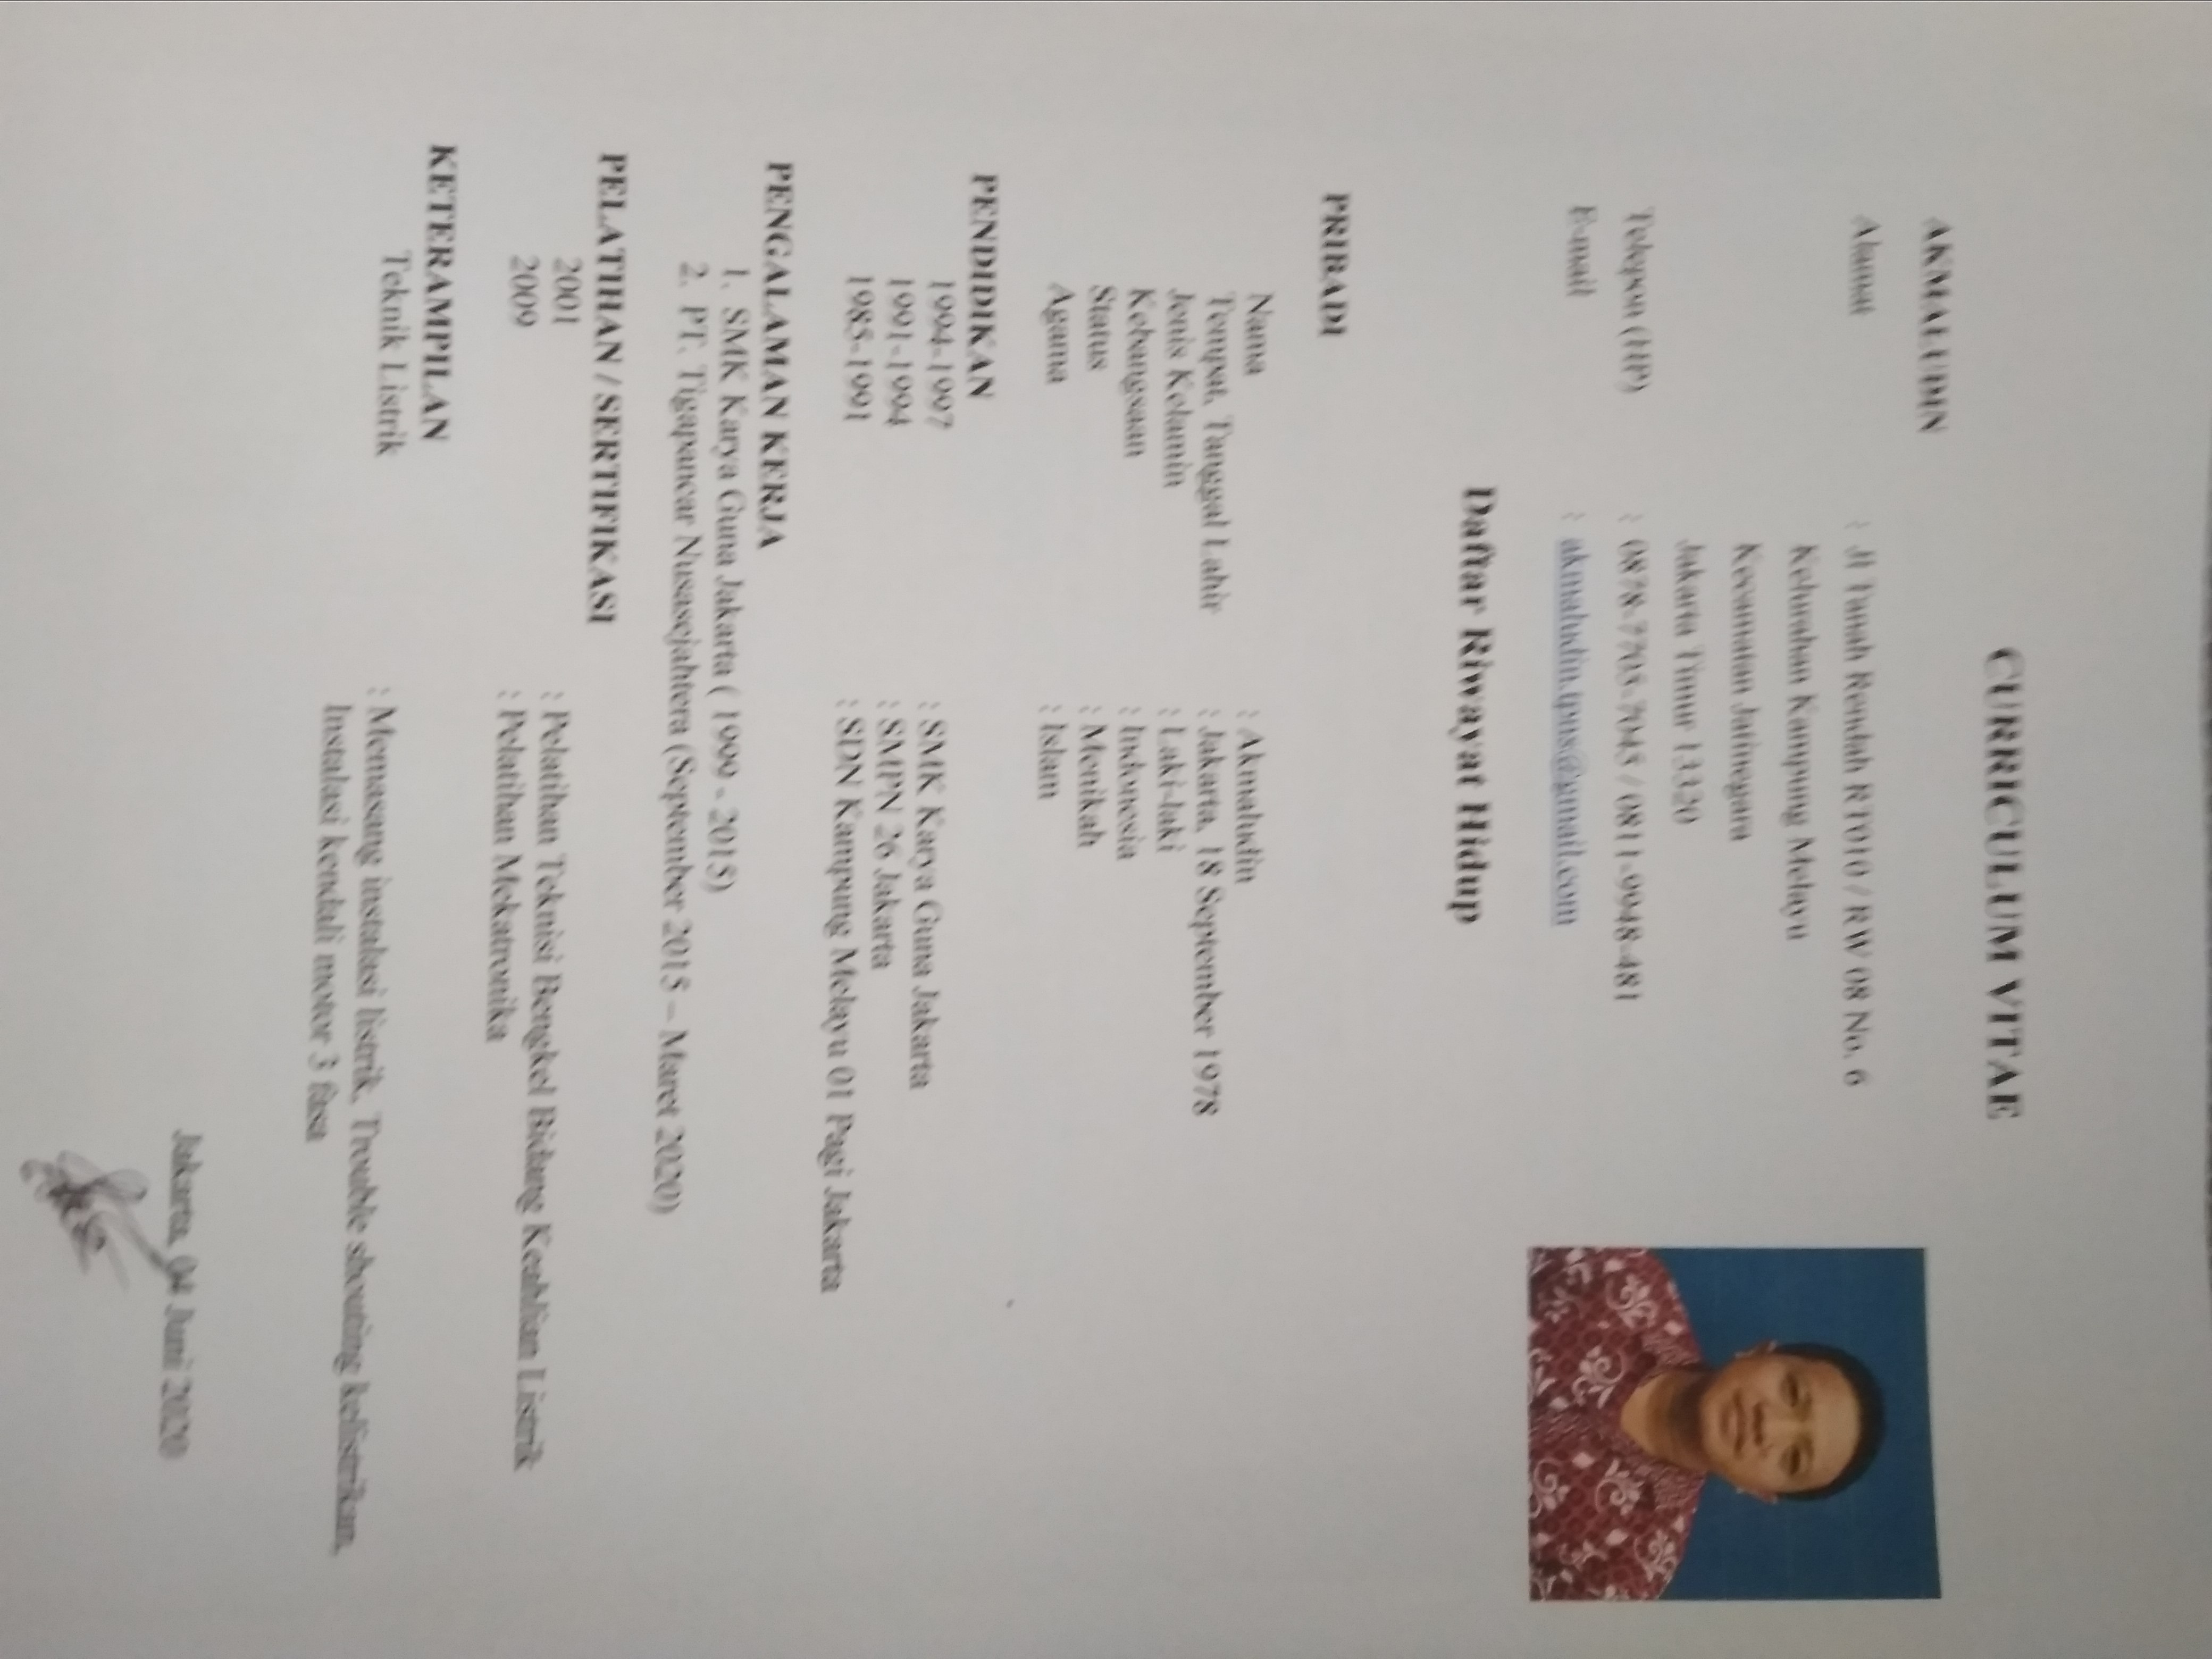 CURRICULUM VITAE
AKMALUDIN
Alamat : Jl Tanah Rendah RT010 / RW 08 No. 6
Kelurahan Kampung Melayu
Kecamatan Jatinegara
Jakarta Timur 13320
Telepon (HP) : 0878-7705-7045 / 0811-9948-481
E-mail : @gmail.com
Daftar Riwayat Hidup
PRIBADI
Nama : Akmaludin
Tempat, Tanggal Lahir : Jakarta, 18 September 1978
Jenis Kelamin : Laki-laki
Kebangsaan : Indonesia
Status : Menikah
Agama : Islam
PENDIDIKAN
1994-1997 : SMK Karya Guna Jakarta
1991-1994 : SMPN 26 Jakarta
1985-1991 : SDN Kampung Melayu 01 Pagi Jakarta
PENGALAMAN KERJA
1. SMK Karya Guna Jakarta ( 1999 - 2015)
2. PT. Tigapancar Nusasejahtera (September 2015 – Maret 2020)
PELATIHAN / SERTIFIKASI
2001 : Pelatihan Teknisi Bengkel Bidang Keahlian Listrik
2009 : Pelatihan Mekatronika
KETERAMPILAN
Teknik Listrik : Memasang instalasi listrik, Trouble shouting kelistrikan,
Instalasi kendali motor 3 fasa
Jakarta, 04 Juni 2020